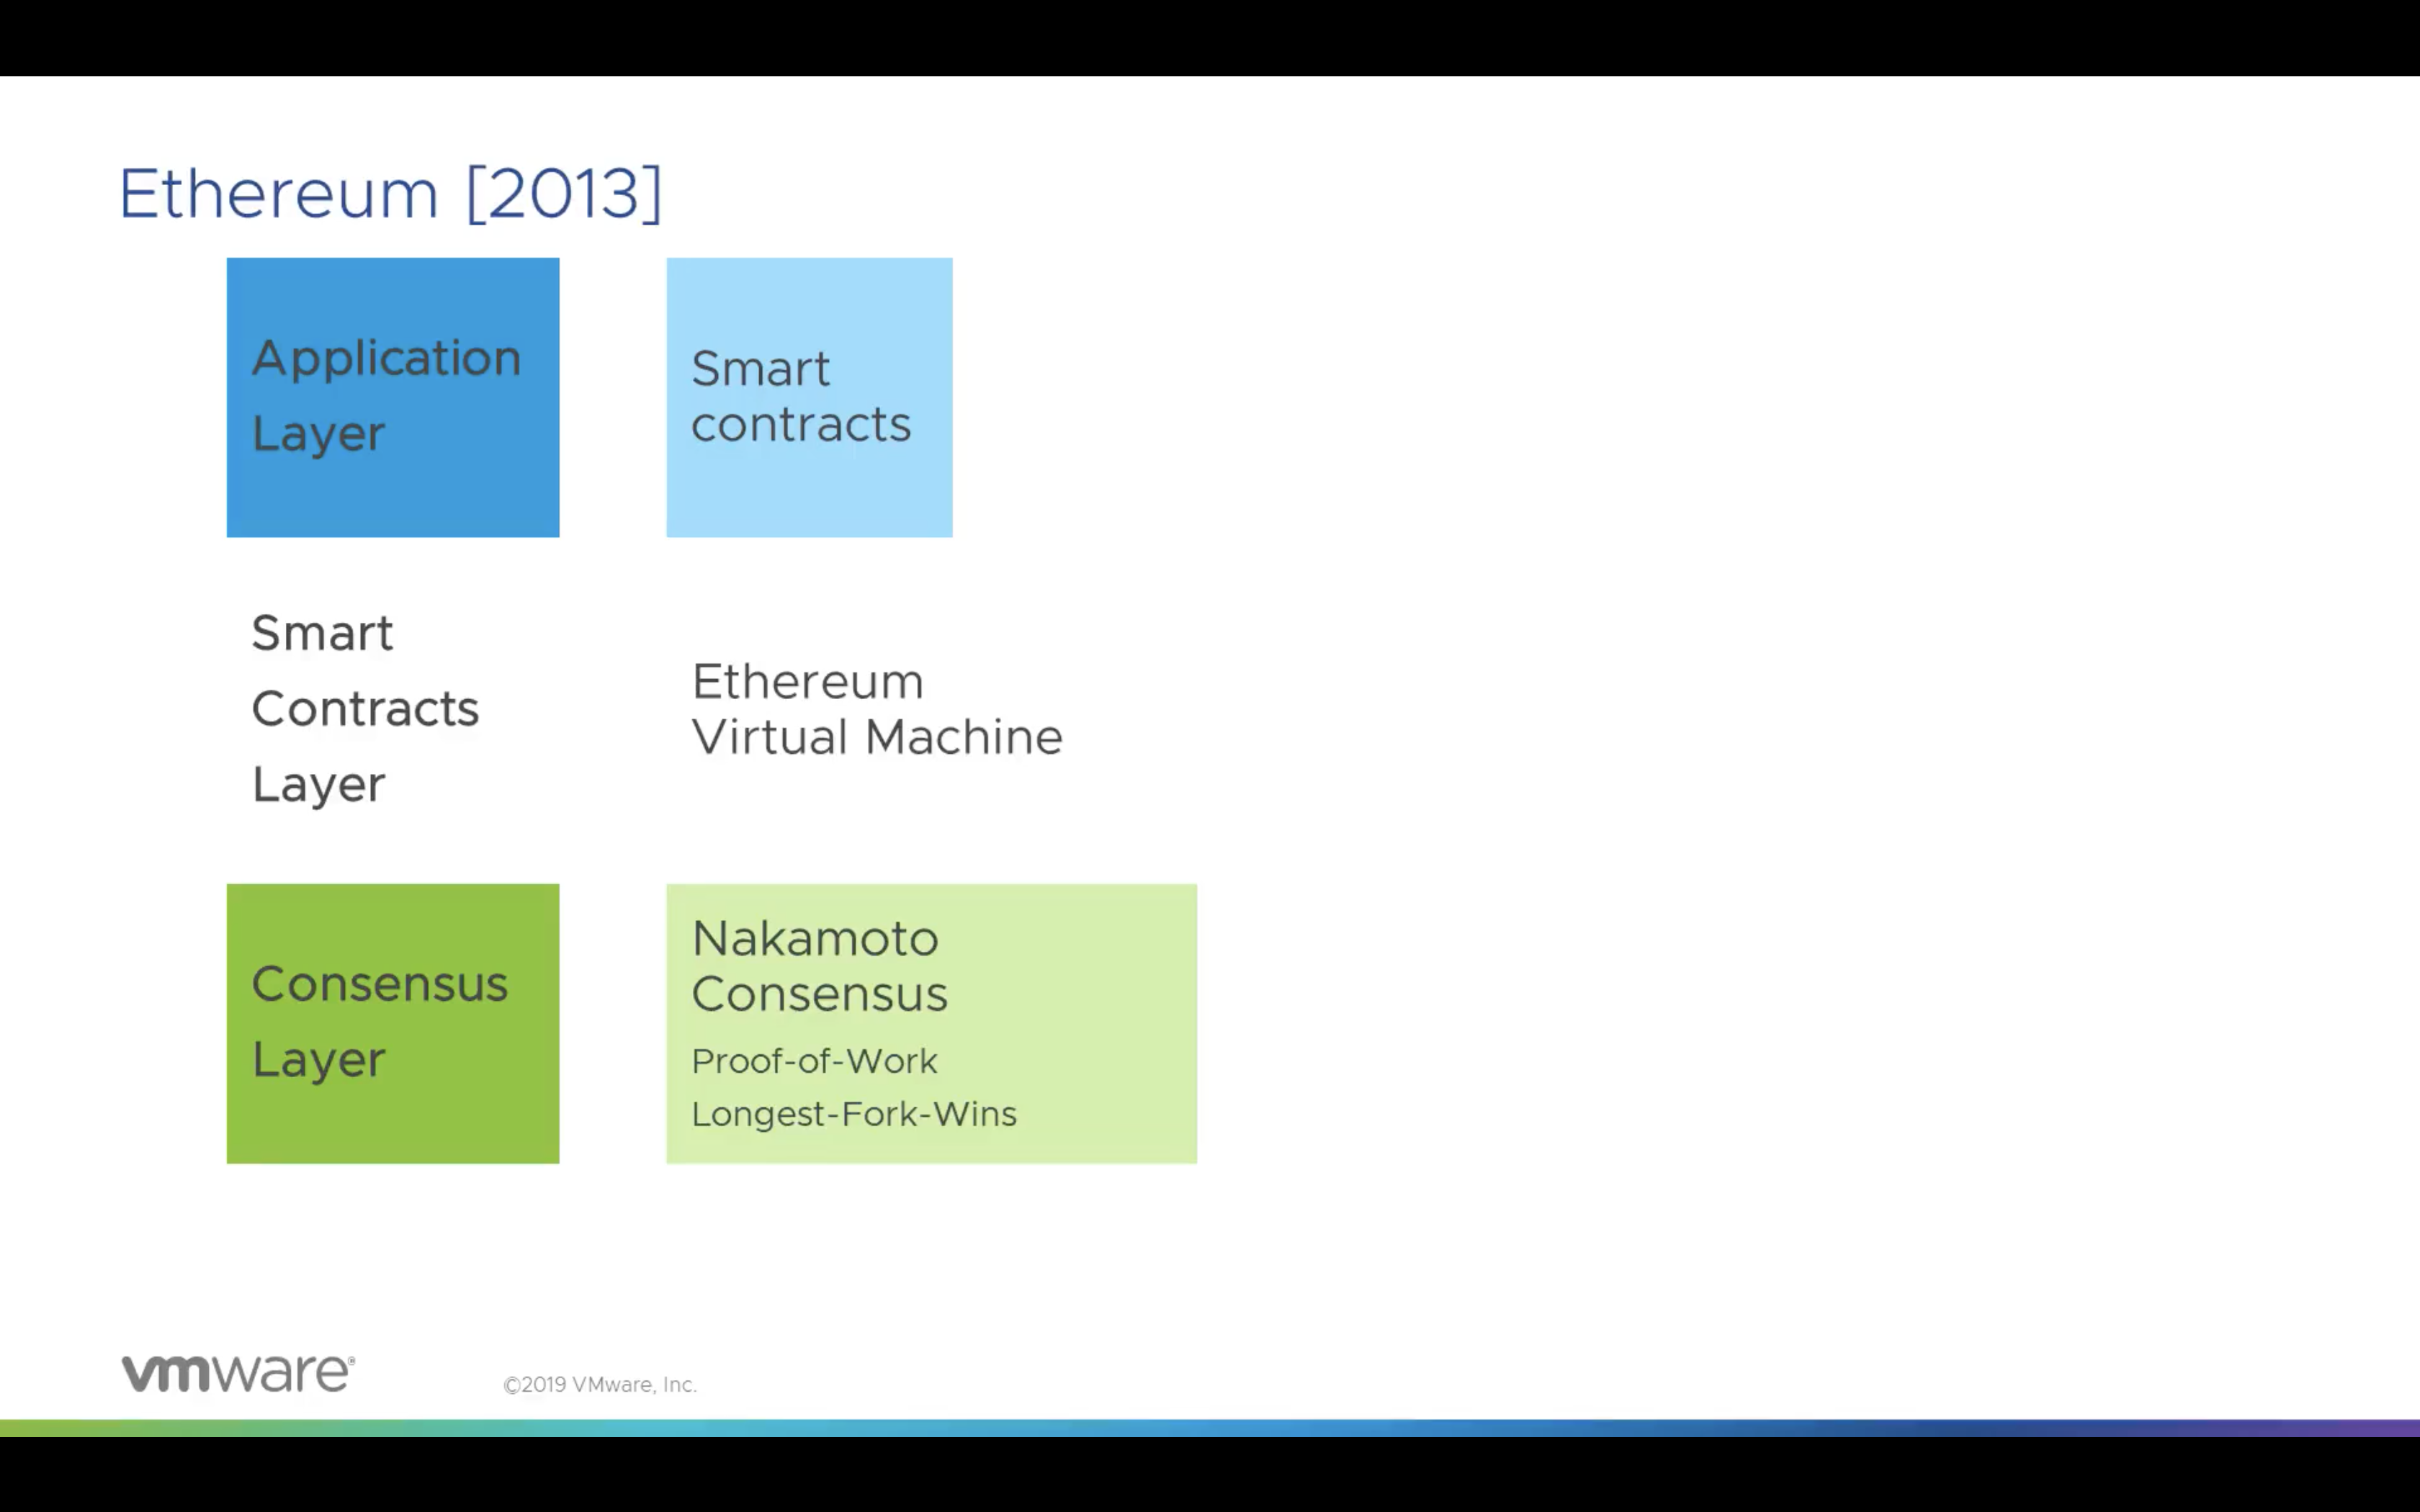 Ethereum [2013]
Application
Layer
Smart
contracts
Smart
Contracts
Layer
Ethereum
Virtual Machine
Consensus
Layer
Nakamoto
Consensus
Proof-of-Work
Longest-Fork-Wins
vmware®
©2019 VMware, Inc.